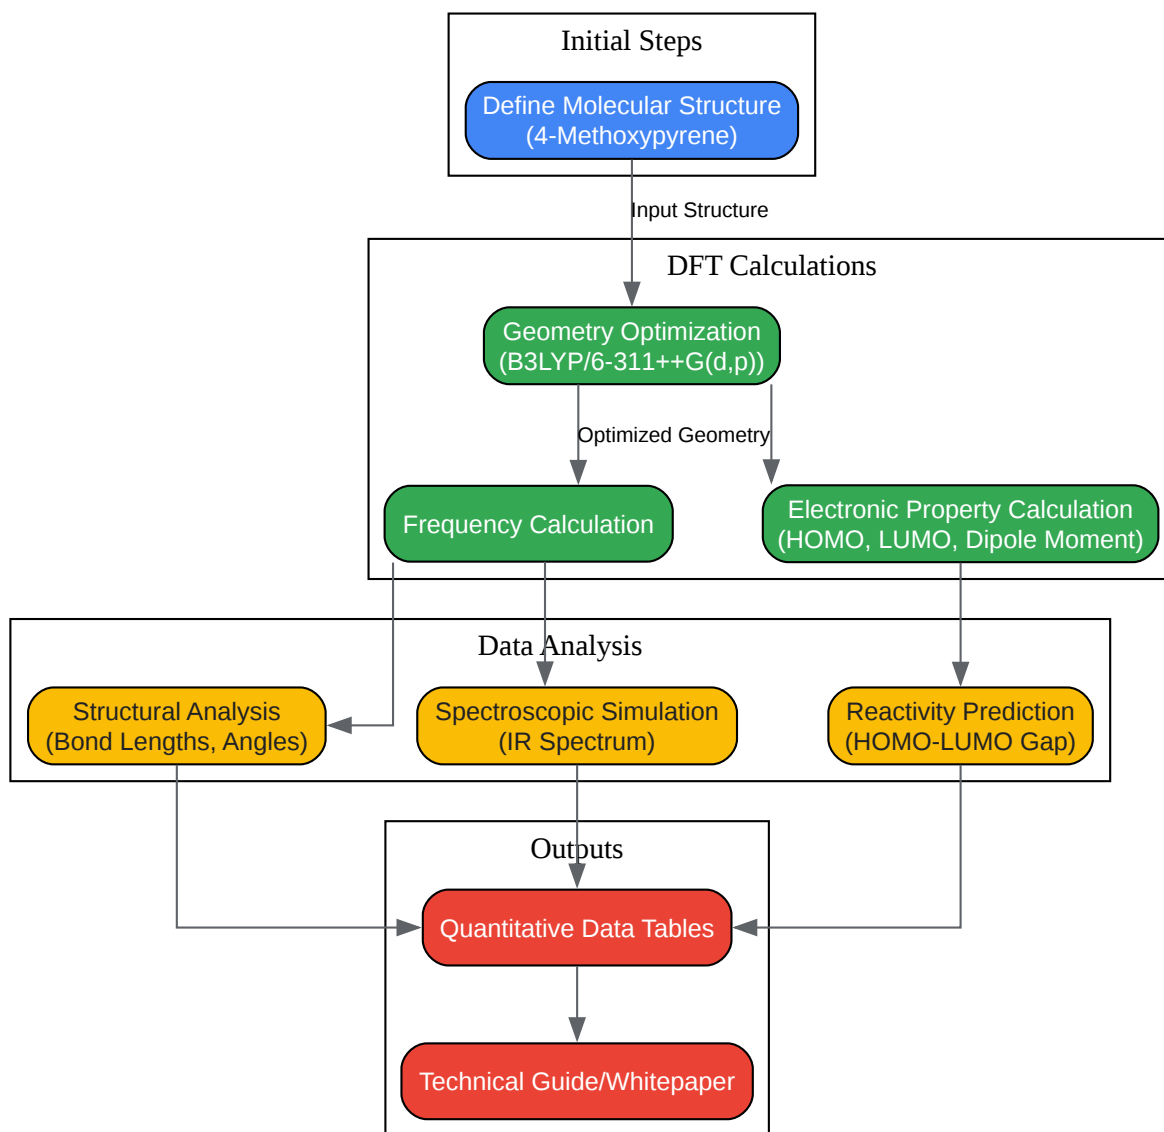 Initial Steps
Define Molecular Structure
(4-Methoxypyrene)
Input Structure
DFT Calculations
Geometry Optimization
(B3LYP/6-311++G(d,p))
Optimized Geometry
Frequency Calculation
Electronic Property Calculation
(HOMO, LUMO, Dipole Moment)
Data Analysis
Structural Analysis
(Bond Lengths, Angles)
Spectroscopic Simulation
(IR Spectrum)
Reactivity Prediction
(HOMO-LUMO Gap)
Outputs
Quantitative Data Tables
Technical Guide/Whitepaper